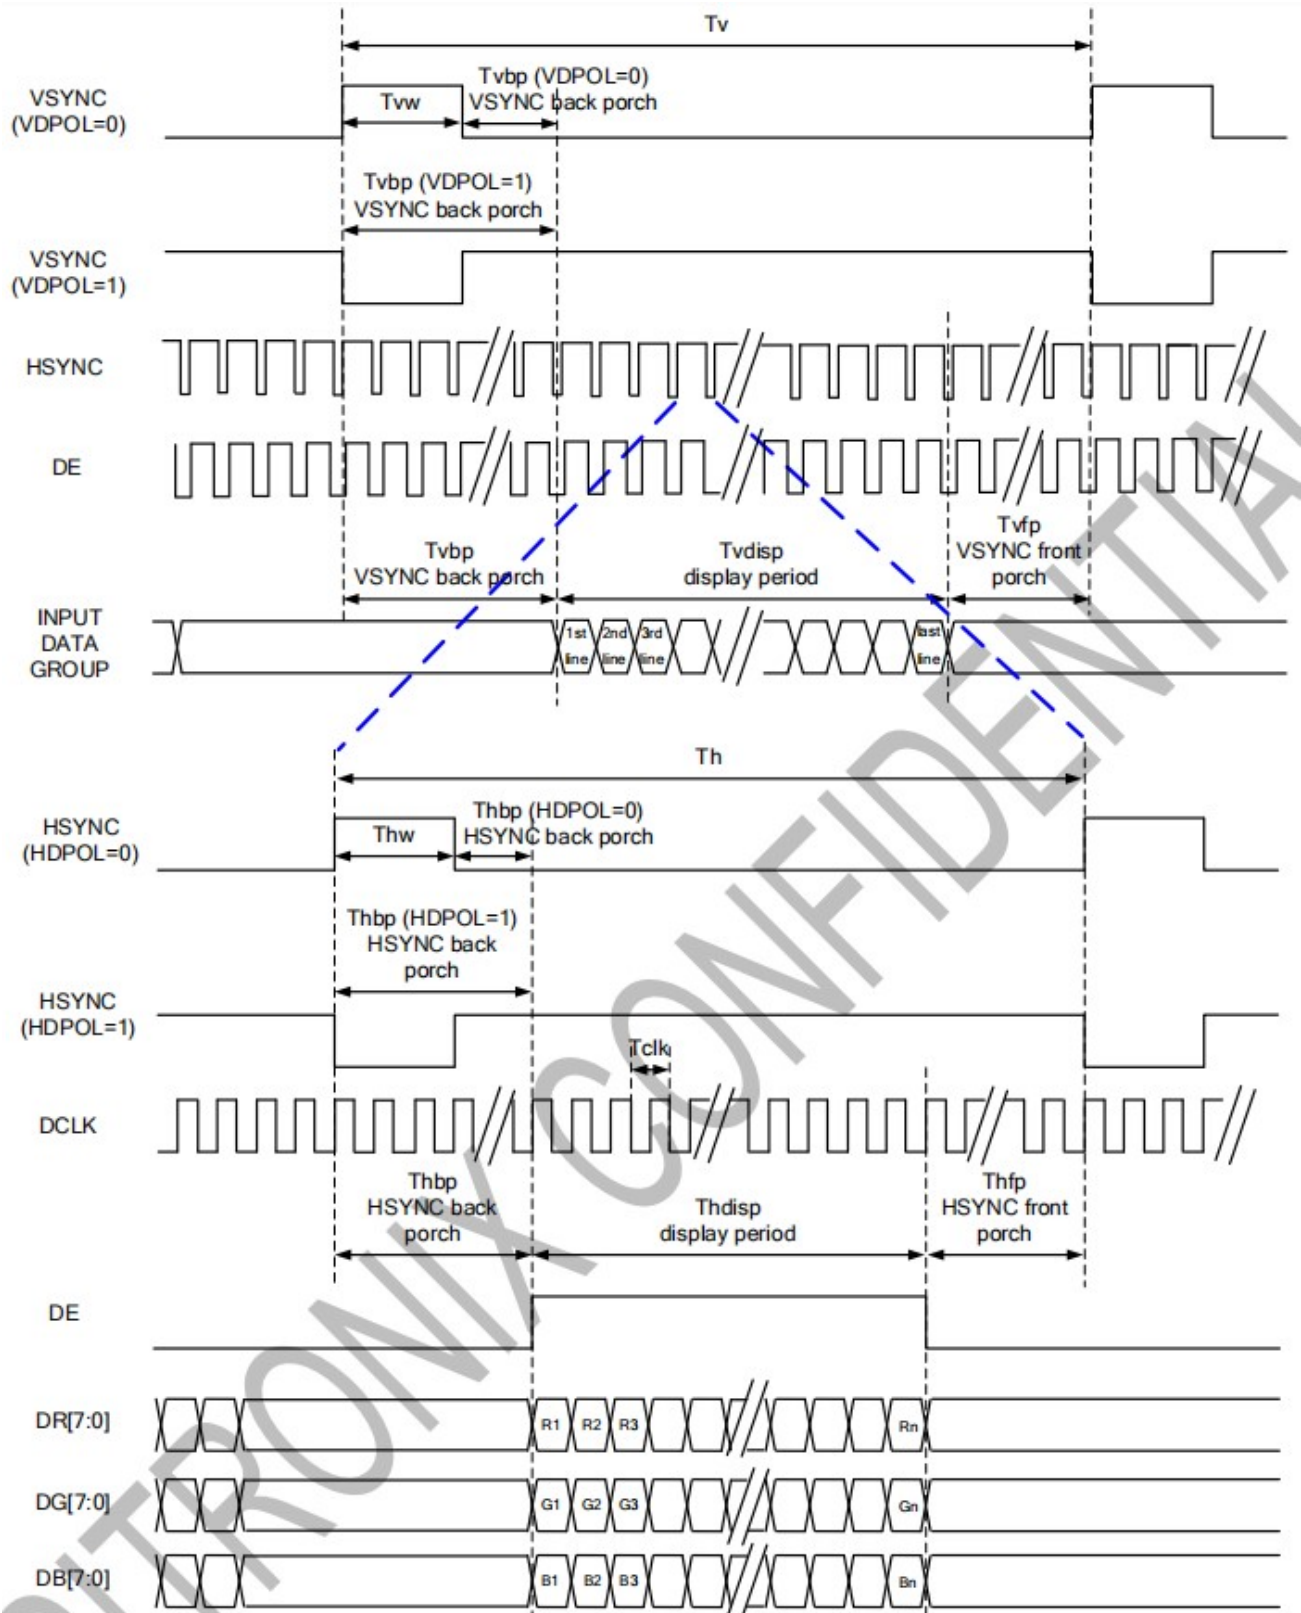 Tv
VSYNC
(VDPOL=0)
Tvw
Tvbp (VDPOL=0)
VSYNC back porch
Tvbp (VDPOL=1)
VSYNC back porch
VSYNC
(VDPOL=1)
HSYNC
DE
Tvbp
VSYNC back porch
Tvdisp
display period
Tvfp
VSYNC front
porch
INPUT
DATA
GROUP
1st
line
2nd
line
3rd
line
last
line
Th
HSYNC
(HDPOL=0)
Thw
Thbp (HDPOL=0)
HSYNC back porch
Thbp (HDPOL=1)
HSYNC back
porch
HSYNC
(HDPOL=1)
Tclk
DCLK
Thbp
HSYNC back
porch
Thdisp
display period
Thfp
HSYNC front
porch
DE
DR[7:0]
R1 R2 R3 Rn
DG[7:0]
G1 G2 G3 Gn
DB[7:0]
B1 B2 B3 Bn
CONFIDENTIAL